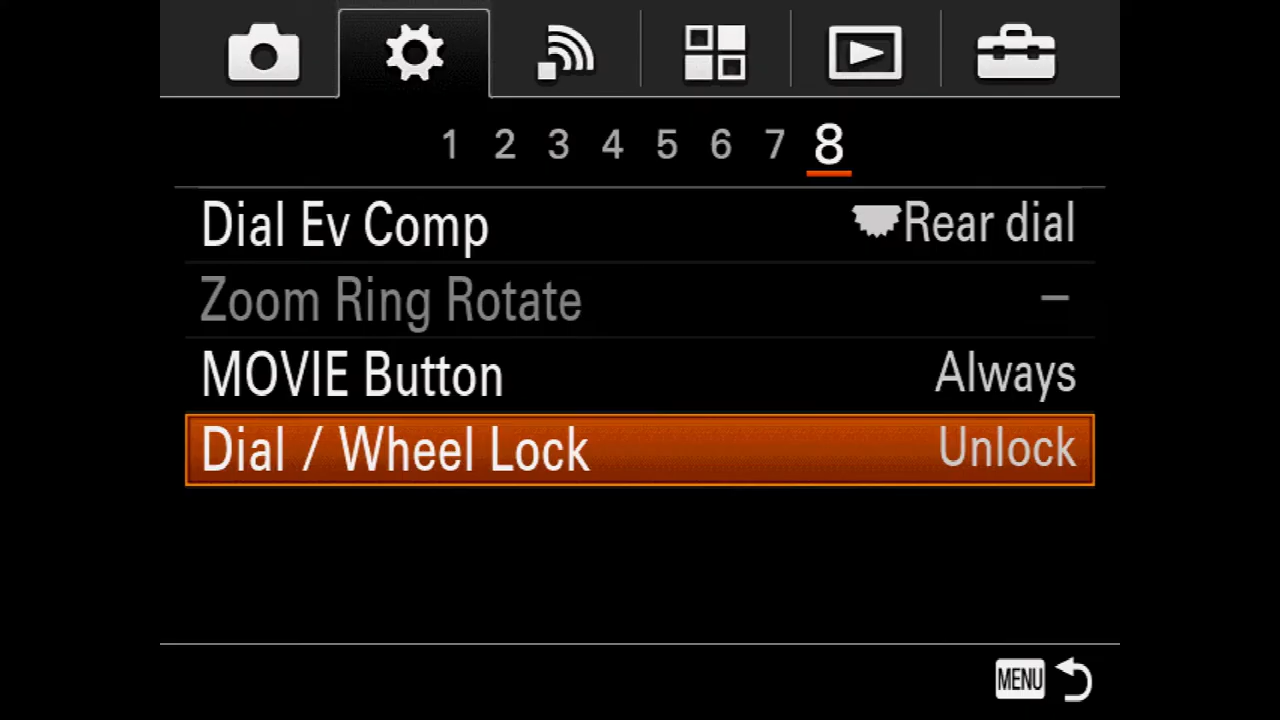 1 2 3 4 5 6 7 8
Dial Ev Comp Rear dial
Zoom Ring Rotate –
MOVIE Button Always
Dial / Wheel Lock Unlock
MENU